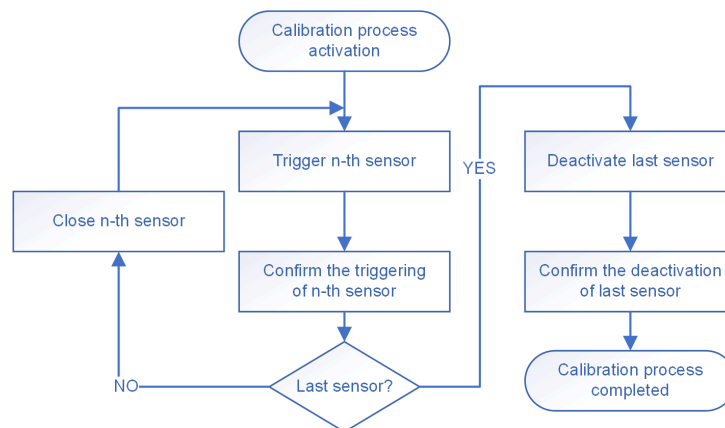 Calibration process
activation
Trigger n-th sensor
YES
Deactivate last sensor
Close n-th sensor
Confirm the triggering
of n-th sensor
Confirm the deactivation
of last sensor
NO
Last sensor?
Calibration process
completed